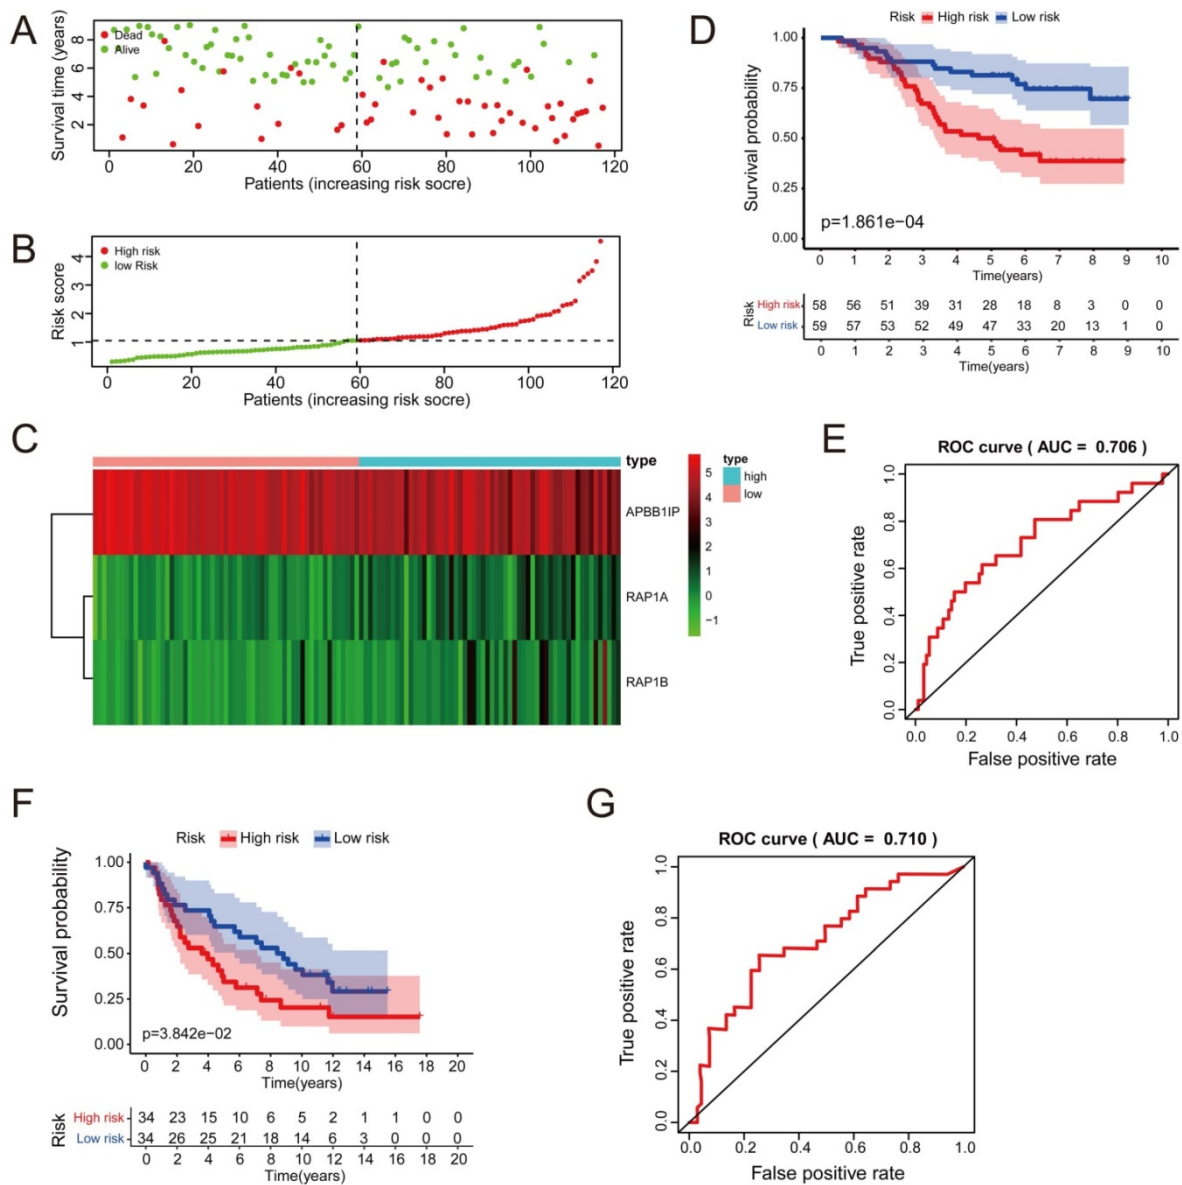 A
Survival time (years)
Dead
Alive
8
6
4
2
0 20 40 60 80 100 120
Patients (increasing risk socre)
B
Risk score
High risk
low Risk
4
3
2
1
0 20 40 60 80 100 120
Patients (increasing risk socre)
C
type
APBB1IP
RAP1A
RAP1B
5
4
3
2
1
0
−1
type
high
low
D
Risk High risk Low risk
Survival probability
1.00
0.75
0.50
0.25
0.00
p=1.861e−04
0 1 2 3 4 5 6 7 8 9 10
Time(years)
Risk
High risk 58 56 51 39 31 28 18 8 3 0 0
Low risk 59 57 53 52 49 47 33 20 13 1 0
0 1 2 3 4 5 6 7 8 9 10
Time(years)
E
ROC curve ( AUC = 0.706 )
True positive rate
1.0
0.8
0.6
0.4
0.2
0.0
0.0 0.2 0.4 0.6 0.8 1.0
False positive rate
F
Risk High risk Low risk
Survival probability
1.00
0.75
0.50
0.25
0.00
p=3.842e−02
0 2 4 6 8 10 12 14 16 18 20
Time(years)
Risk
High risk 34 23 15 10 6 5 2 1 1 0 0
Low risk 34 26 25 21 18 14 6 3 0 0 0
0 2 4 6 8 10 12 14 16 18 20
Time(years)
G
ROC curve ( AUC = 0.710 )
True positive rate
1.0
0.8
0.6
0.4
0.2
0.0
0.0 0.2 0.4 0.6 0.8 1.0
False positive rate